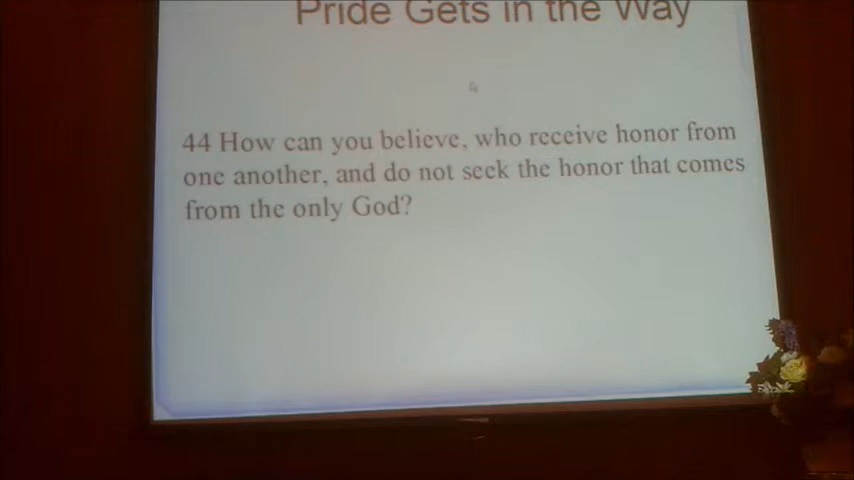 Pride Gets in the Way
44 How can you believe, who receive honor from
one another, and do not seek the honor that comes
from the only God?